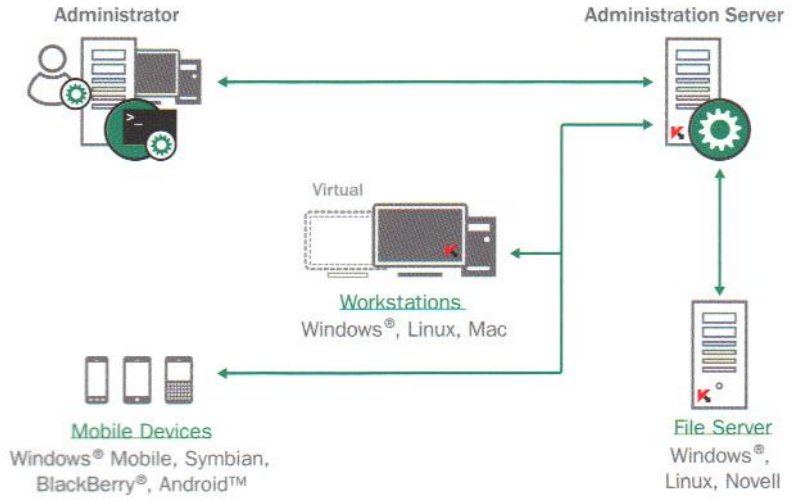 Administrator
Administration Server
>_
Virtual
Workstations
Windows®, Linux, Mac
Mobile Devices
Windows® Mobile, Symbian,
BlackBerry®, Android™
File Server
Windows®,
Linux, Novell